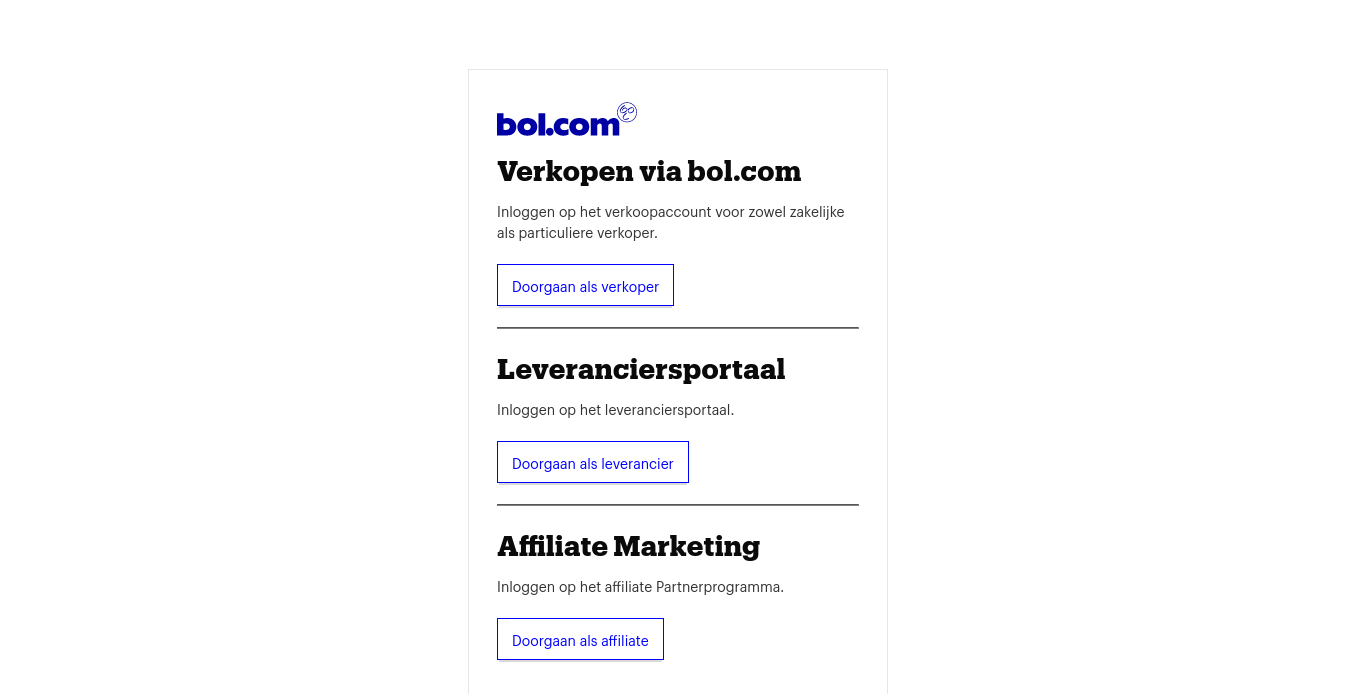 bol.com
Verkopen via bol.com
Inloggen op het verkoopaccount voor zowel zakelijke
als particuliere verkoper.
Doorgaan als verkoper
Leveranciersportaal
Inloggen op het leveranciersportaal.
Doorgaan als leverancier
Affiliate Marketing
Inloggen op het affiliate Partnerprogramma.
Doorgaan als affiliate